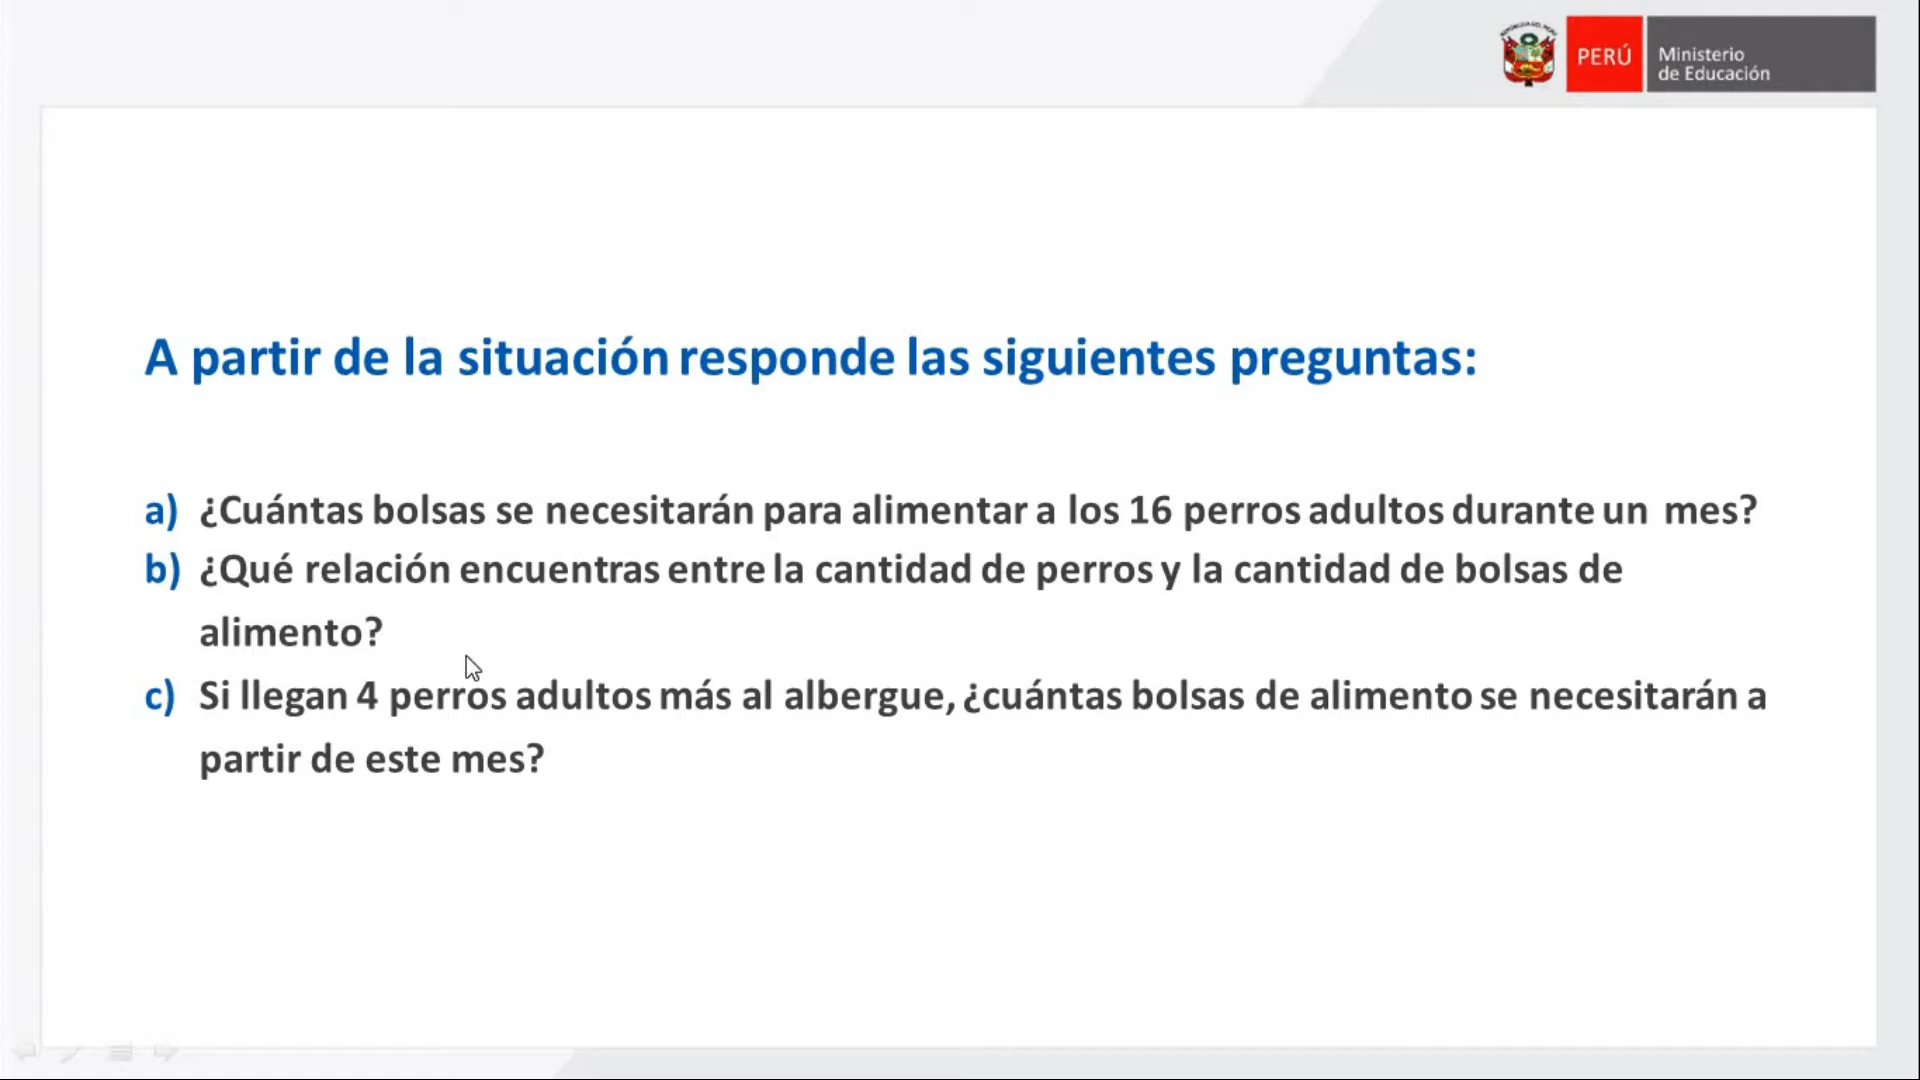 PERÚ
Ministerio
de Educación
A partir de la situación responde las siguientes preguntas:
a) ¿Cuántas bolsas se necesitarán para alimentar a los 16 perros adultos durante un mes?
b) ¿Qué relación encuentras entre la cantidad de perros y la cantidad de bolsas de
alimento?
c) Si llegan 4 perros adultos más al albergue, ¿cuántas bolsas de alimento se necesitarán a
partir de este mes?